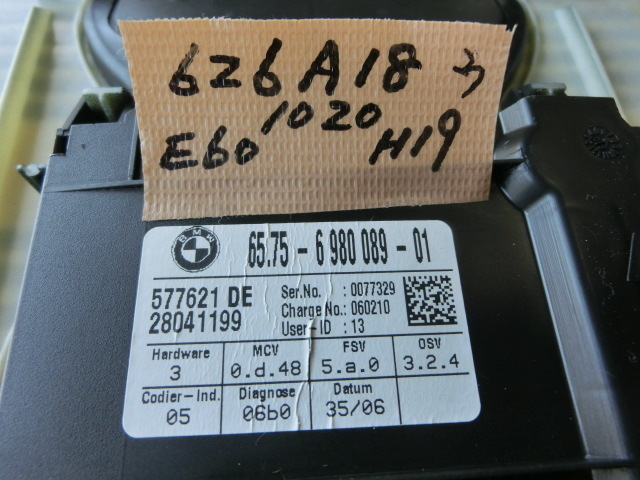 626A18 ウ
1020
E60 H19
BMW
65.75 - 6 980 089 - 01
577621 DE
28041199
Ser.No. : 0077329
Charge No.: 060210
User-ID : 13
Hardware MCV FSV OSV
3 0.d.48 5.a.0 3.2.4
Codier-Ind. Diagnose Datum
05 06b0 35/06